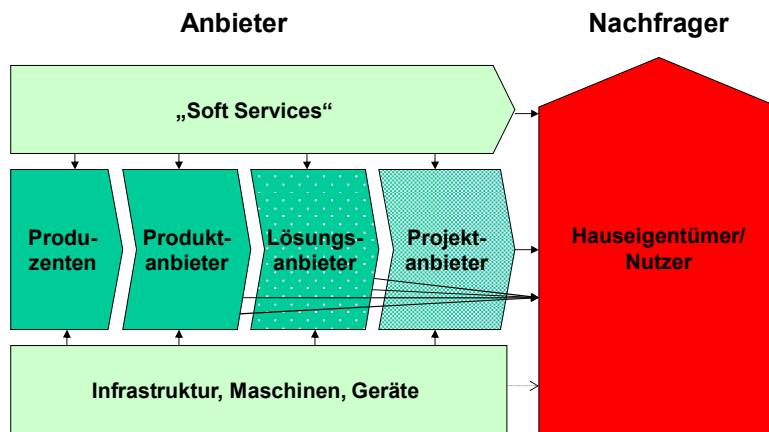 Anbieter
Nachfrager
„Soft Services“
Produ-
zenten
Produkt-
anbieter
Lösungs-
anbieter
Projekt-
anbieter
Hauseigentümer/
Nutzer
Infrastruktur, Maschinen, Geräte